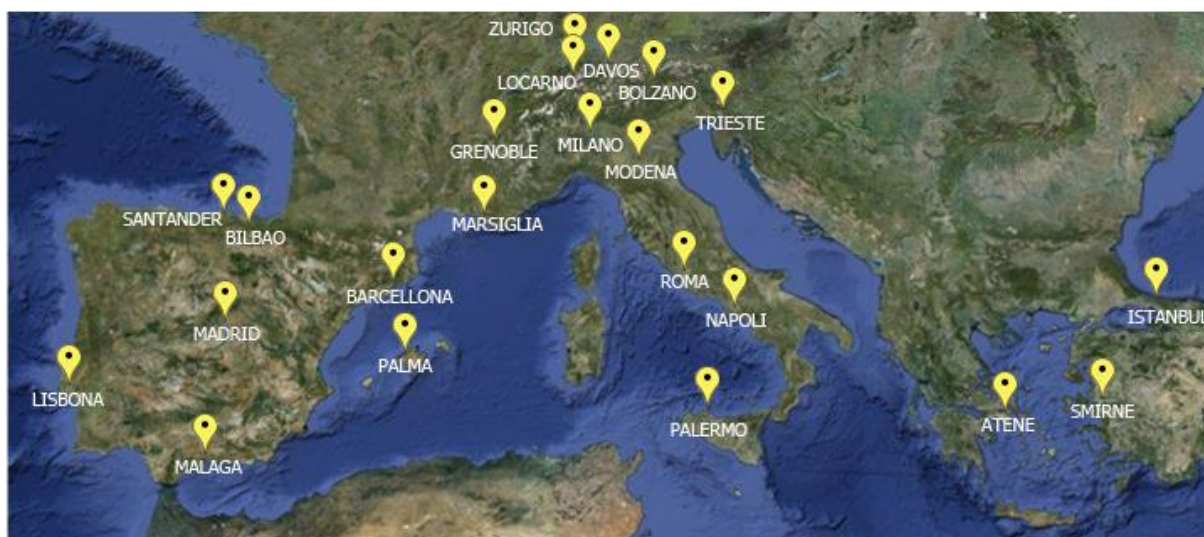 ZURIGO
LOCARNO
DAVOS
BOLZANO
TRIESTE
GRENOBLE
MILANO
MODENA
SANTANDER
BILBAO
MARSIGLIA
BARCELLONA
ROMA
NAPOLI
ISTANBUL
MADRID
PALMA
LISBONA
PALERMO
ATENE
SMIRNE
MALAGA